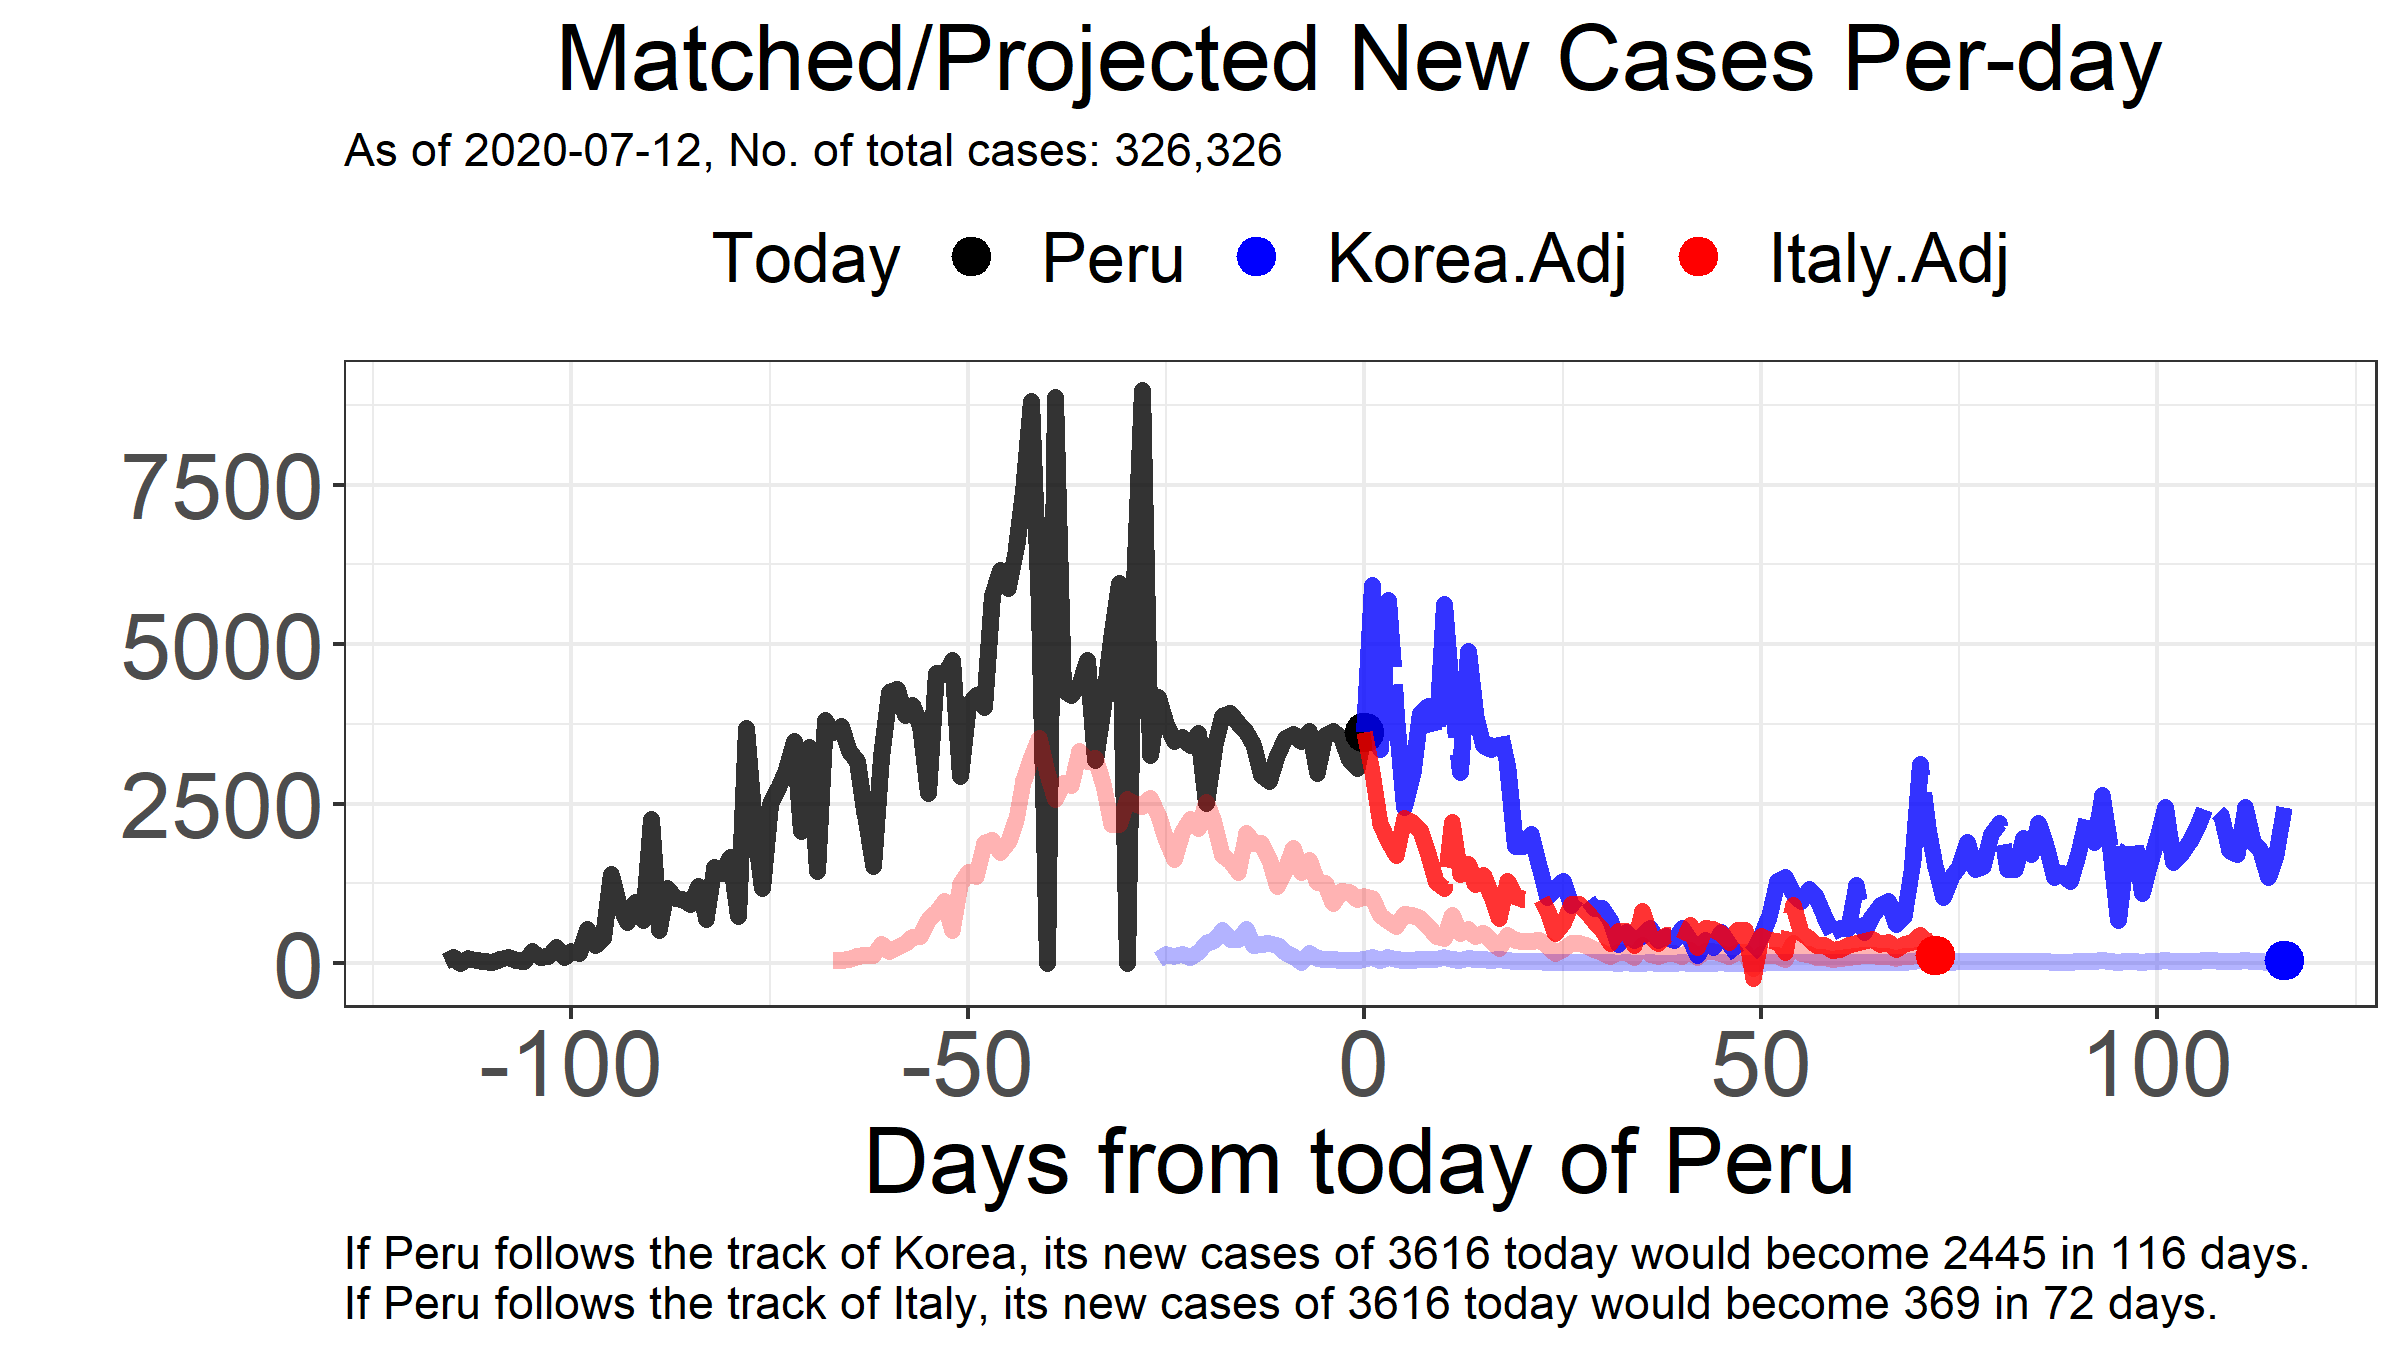 Matched/Projected New Cases Per-day
As of 2020-07-12, No. of total cases: 326,326
Today Peru Korea.Adj Italy.Adj
7500
5000
2500
0
-100 -50 0 50 100
Days from today of Peru
If Peru follows the track of Korea, its new cases of 3616 today would become 2445 in 116 days.
If Peru follows the track of Italy, its new cases of 3616 today would become 369 in 72 days.